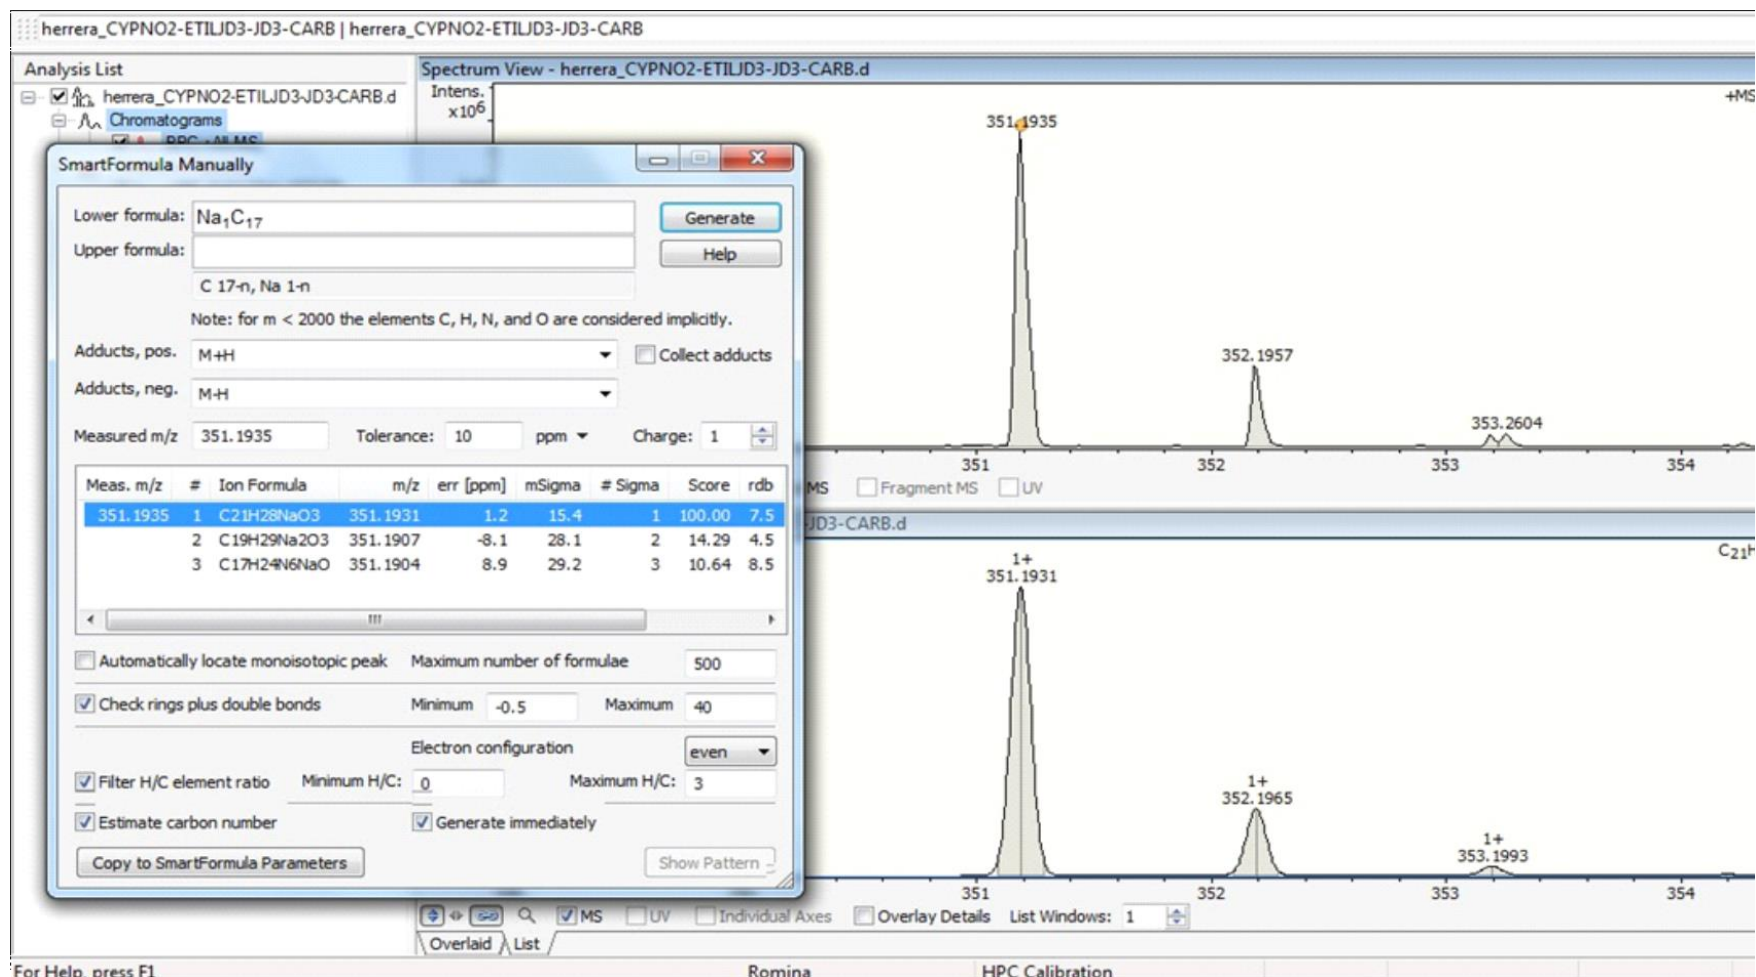 herrera_CYPNO2-ETILJD3-JD3-CARB | herrera_CYPNO2-ETILJD3-JD3-CARB
Analysis List
herrera_CYPNO2-ETILJD3-JD3-CARB.d
Chromatograms
Spectrum View - herrera_CYPNO2-ETILJD3-JD3-CARB.d
Intens.
x10⁶
+MS
351.1935
352.1957
353.2604
351 352 353 354
SmartFormula Manually
Lower formula: Na₁C₁₇ Generate
Upper formula: Help
C 17-n, Na 1-n
Note: for m < 2000 the elements C, H, N, and O are considered implicitly.
Adducts, pos. M+H Collect adducts
Adducts, neg. M-H
Measured m/z 351.1935 Tolerance: 10 ppm Charge: 1
Meas. m/z # Ion Formula m/z err [ppm] mSigma # Sigma Score rdb
351.1935 1 C21H28NaO3 351.1931 1.2 15.4 1 100.00 7.5
2 C19H29Na2O3 351.1907 -8.1 28.1 2 14.29 4.5
3 C17H24N6NaO 351.1904 8.9 29.2 3 10.64 8.5
Automatically locate monoisotopic peak Maximum number of formulae 500
Check rings plus double bonds Minimum -0.5 Maximum 40
Electron configuration even
Filter H/C element ratio Minimum H/C: 0 Maximum H/C: 3
Estimate carbon number Generate immediately
Copy to SmartFormula Parameters Show Pattern
MS Fragment MS UV
-JD3-CARB.d
C₂₁H
1+
351.1931
1+
352.1965
1+
353.1993
351 352 353 354
MS UV Individual Axes Overlay Details List Windows: 1
Overlaid List
For Help, press F1 Romina HPC Calibration